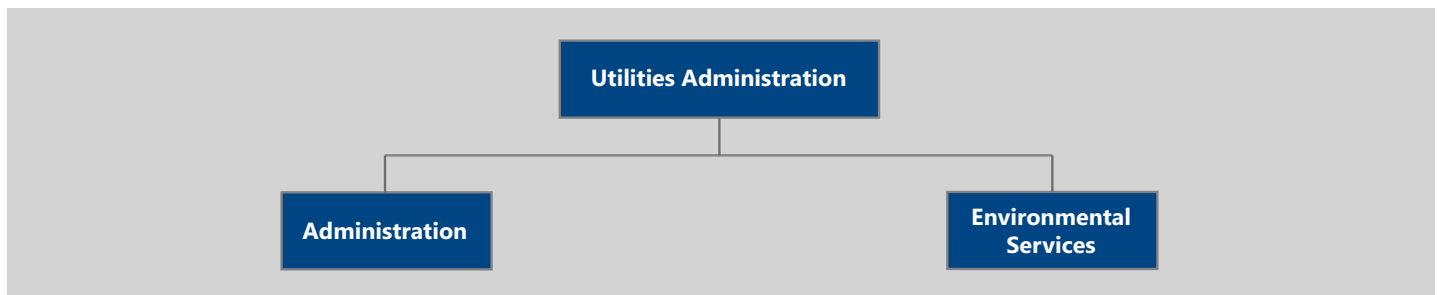 Utilities Administration
Administration
Environmental
Services